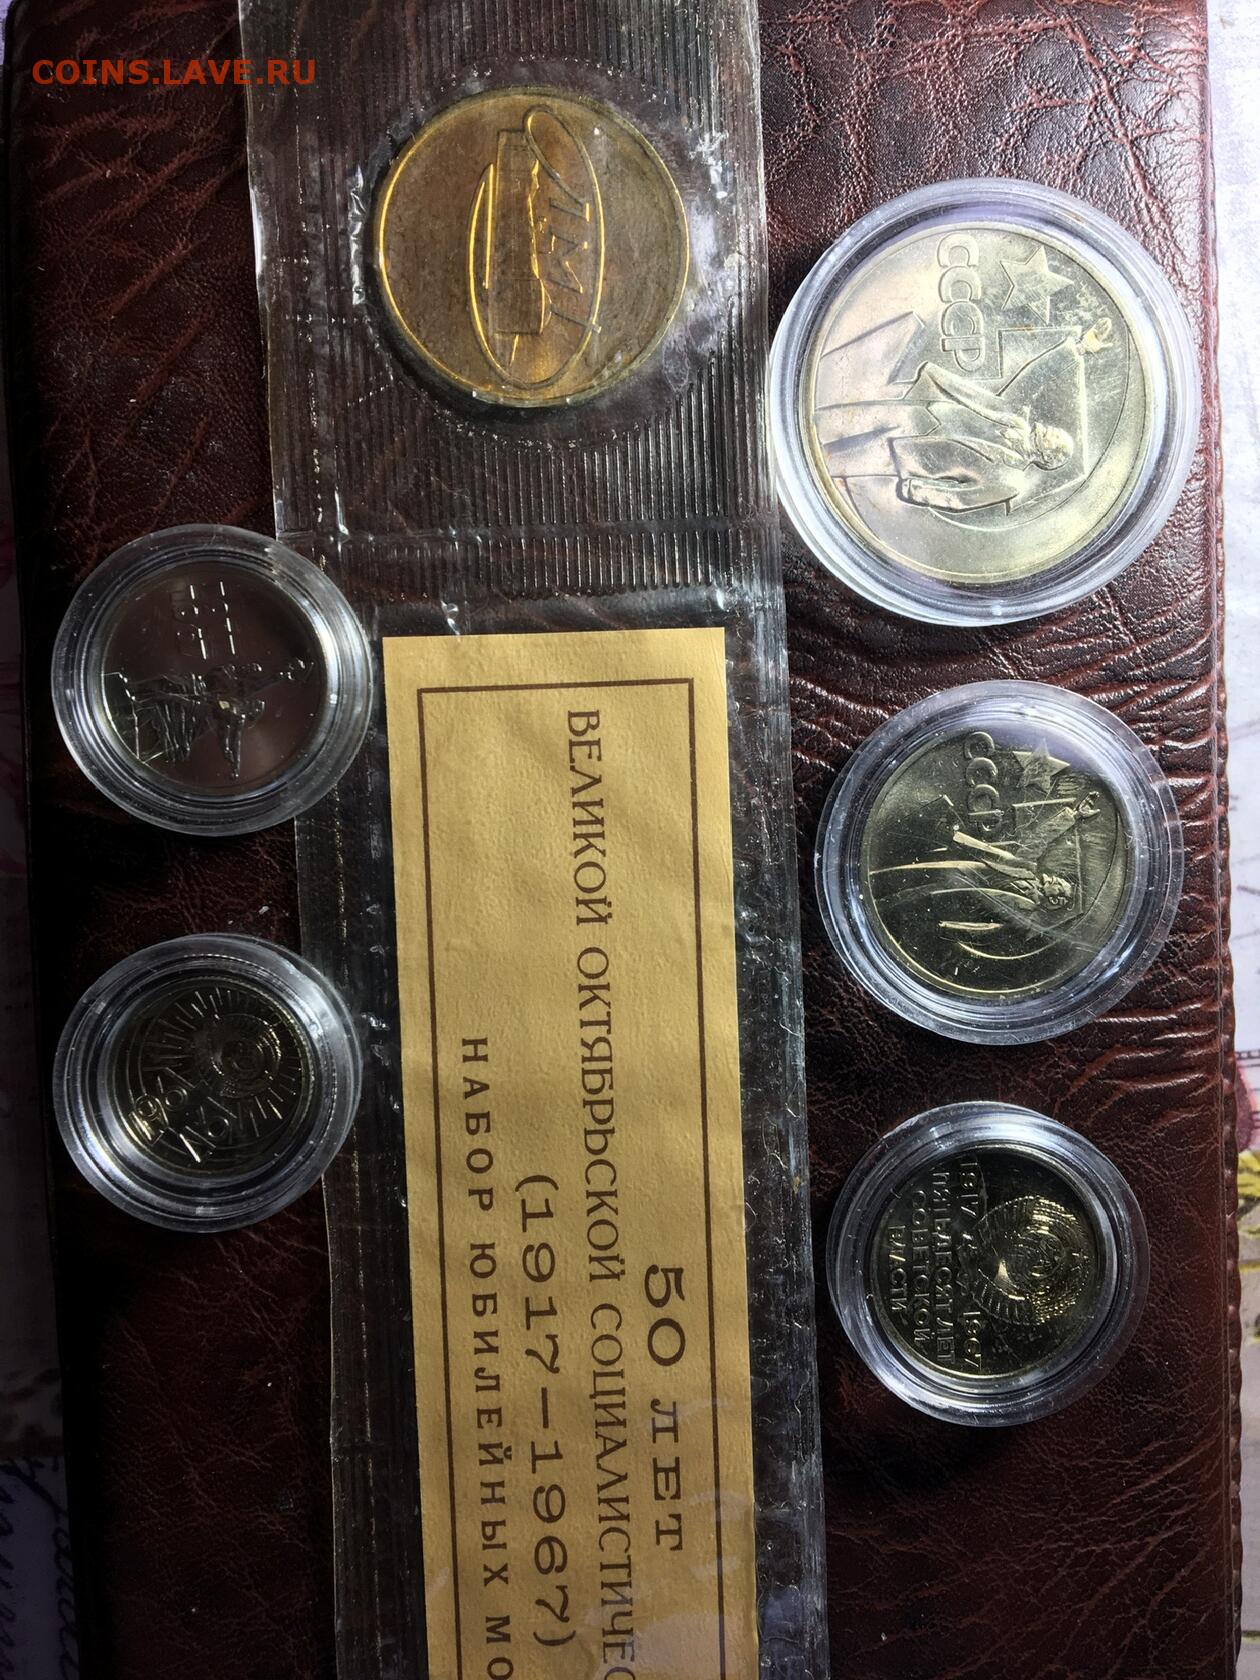 COINS.LAVE.RU
СССР
50 ЛЕТ
ВЕЛИКОЙ ОКТЯБРЬСКОЙ СОЦИАЛИСТИЧЕС
(1917—1967)
НАБОР ЮБИЛЕЙНЫХ МО
СССР
1917 1967
ПЯТЬДЕСЯТ ЛЕТ
СОВЕТСКОЙ
ВЛАСТИ